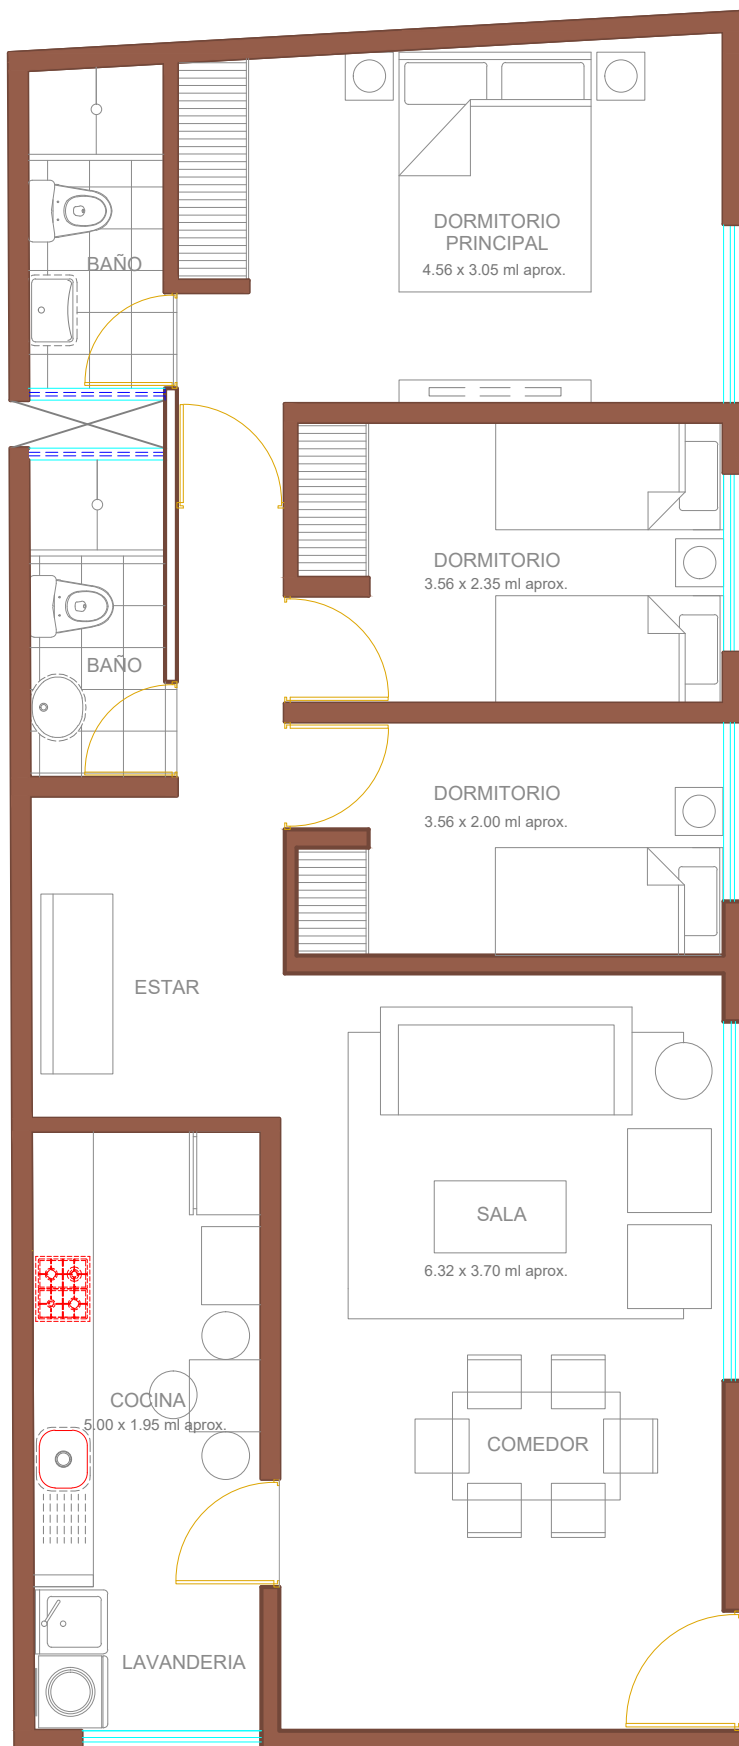 DORMITORIO
PRINCIPAL
4.56 x 3.05 ml aprox.
BAÑO
DORMITORIO
3.56 x 2.35 ml aprox.
BAÑO
DORMITORIO
3.56 x 2.00 ml aprox.
ESTAR
SALA
6.32 x 3.70 ml aprox.
COCINA
5.00 x 1.95 ml aprox.
COMEDOR
LAVANDERIA